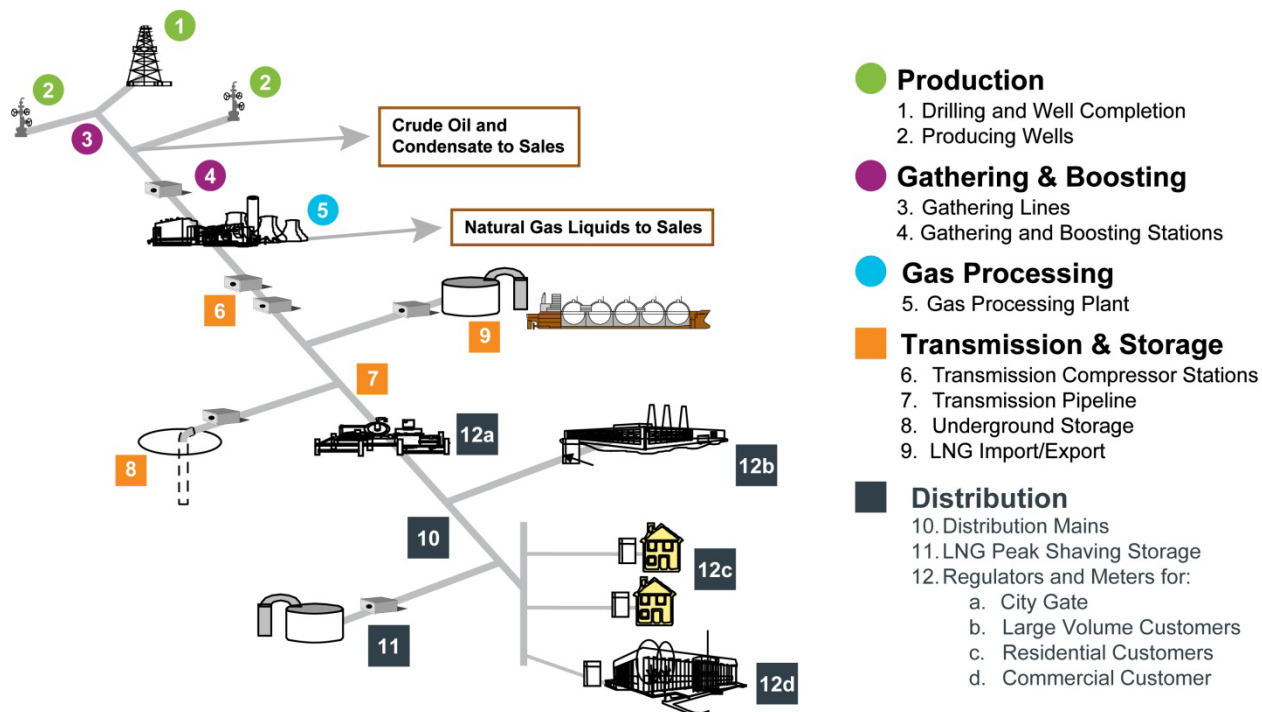 1
2
2
3
Crude Oil and
Condensate to Sales
4
5
Natural Gas Liquids to Sales
6
9
7
8
12a
12b
10
12c
11
12d
Production
1. Drilling and Well Completion
2. Producing Wells
Gathering & Boosting
3. Gathering Lines
4. Gathering and Boosting Stations
Gas Processing
5. Gas Processing Plant
Transmission & Storage
6. Transmission Compressor Stations
7. Transmission Pipeline
8. Underground Storage
9. LNG Import/Export
Distribution
10. Distribution Mains
11. LNG Peak Shaving Storage
12. Regulators and Meters for:
a. City Gate
b. Large Volume Customers
c. Residential Customers
d. Commercial Customer